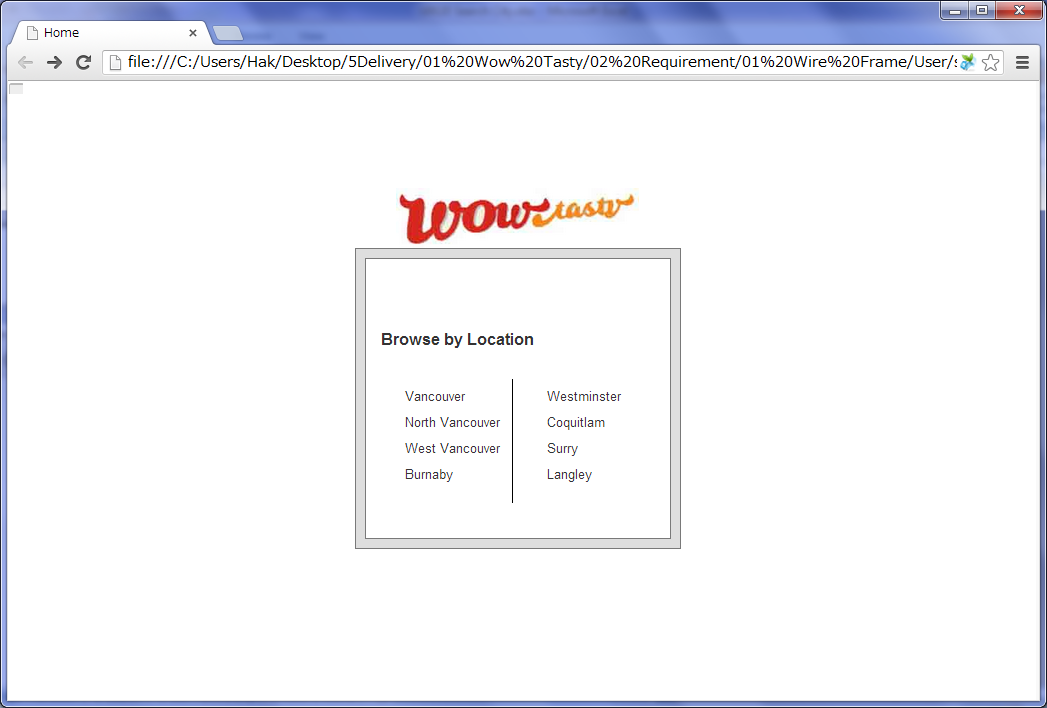 Home
file:///C:/Users/Hak/Desktop/5Delivery/01%20Wow%20Tasty/02%20Requirement/01%20Wire%20Frame/User/s
wow tasty
Browse by Location
Vancouver
North Vancouver
West Vancouver
Burnaby
Westminster
Coquitlam
Surry
Langley